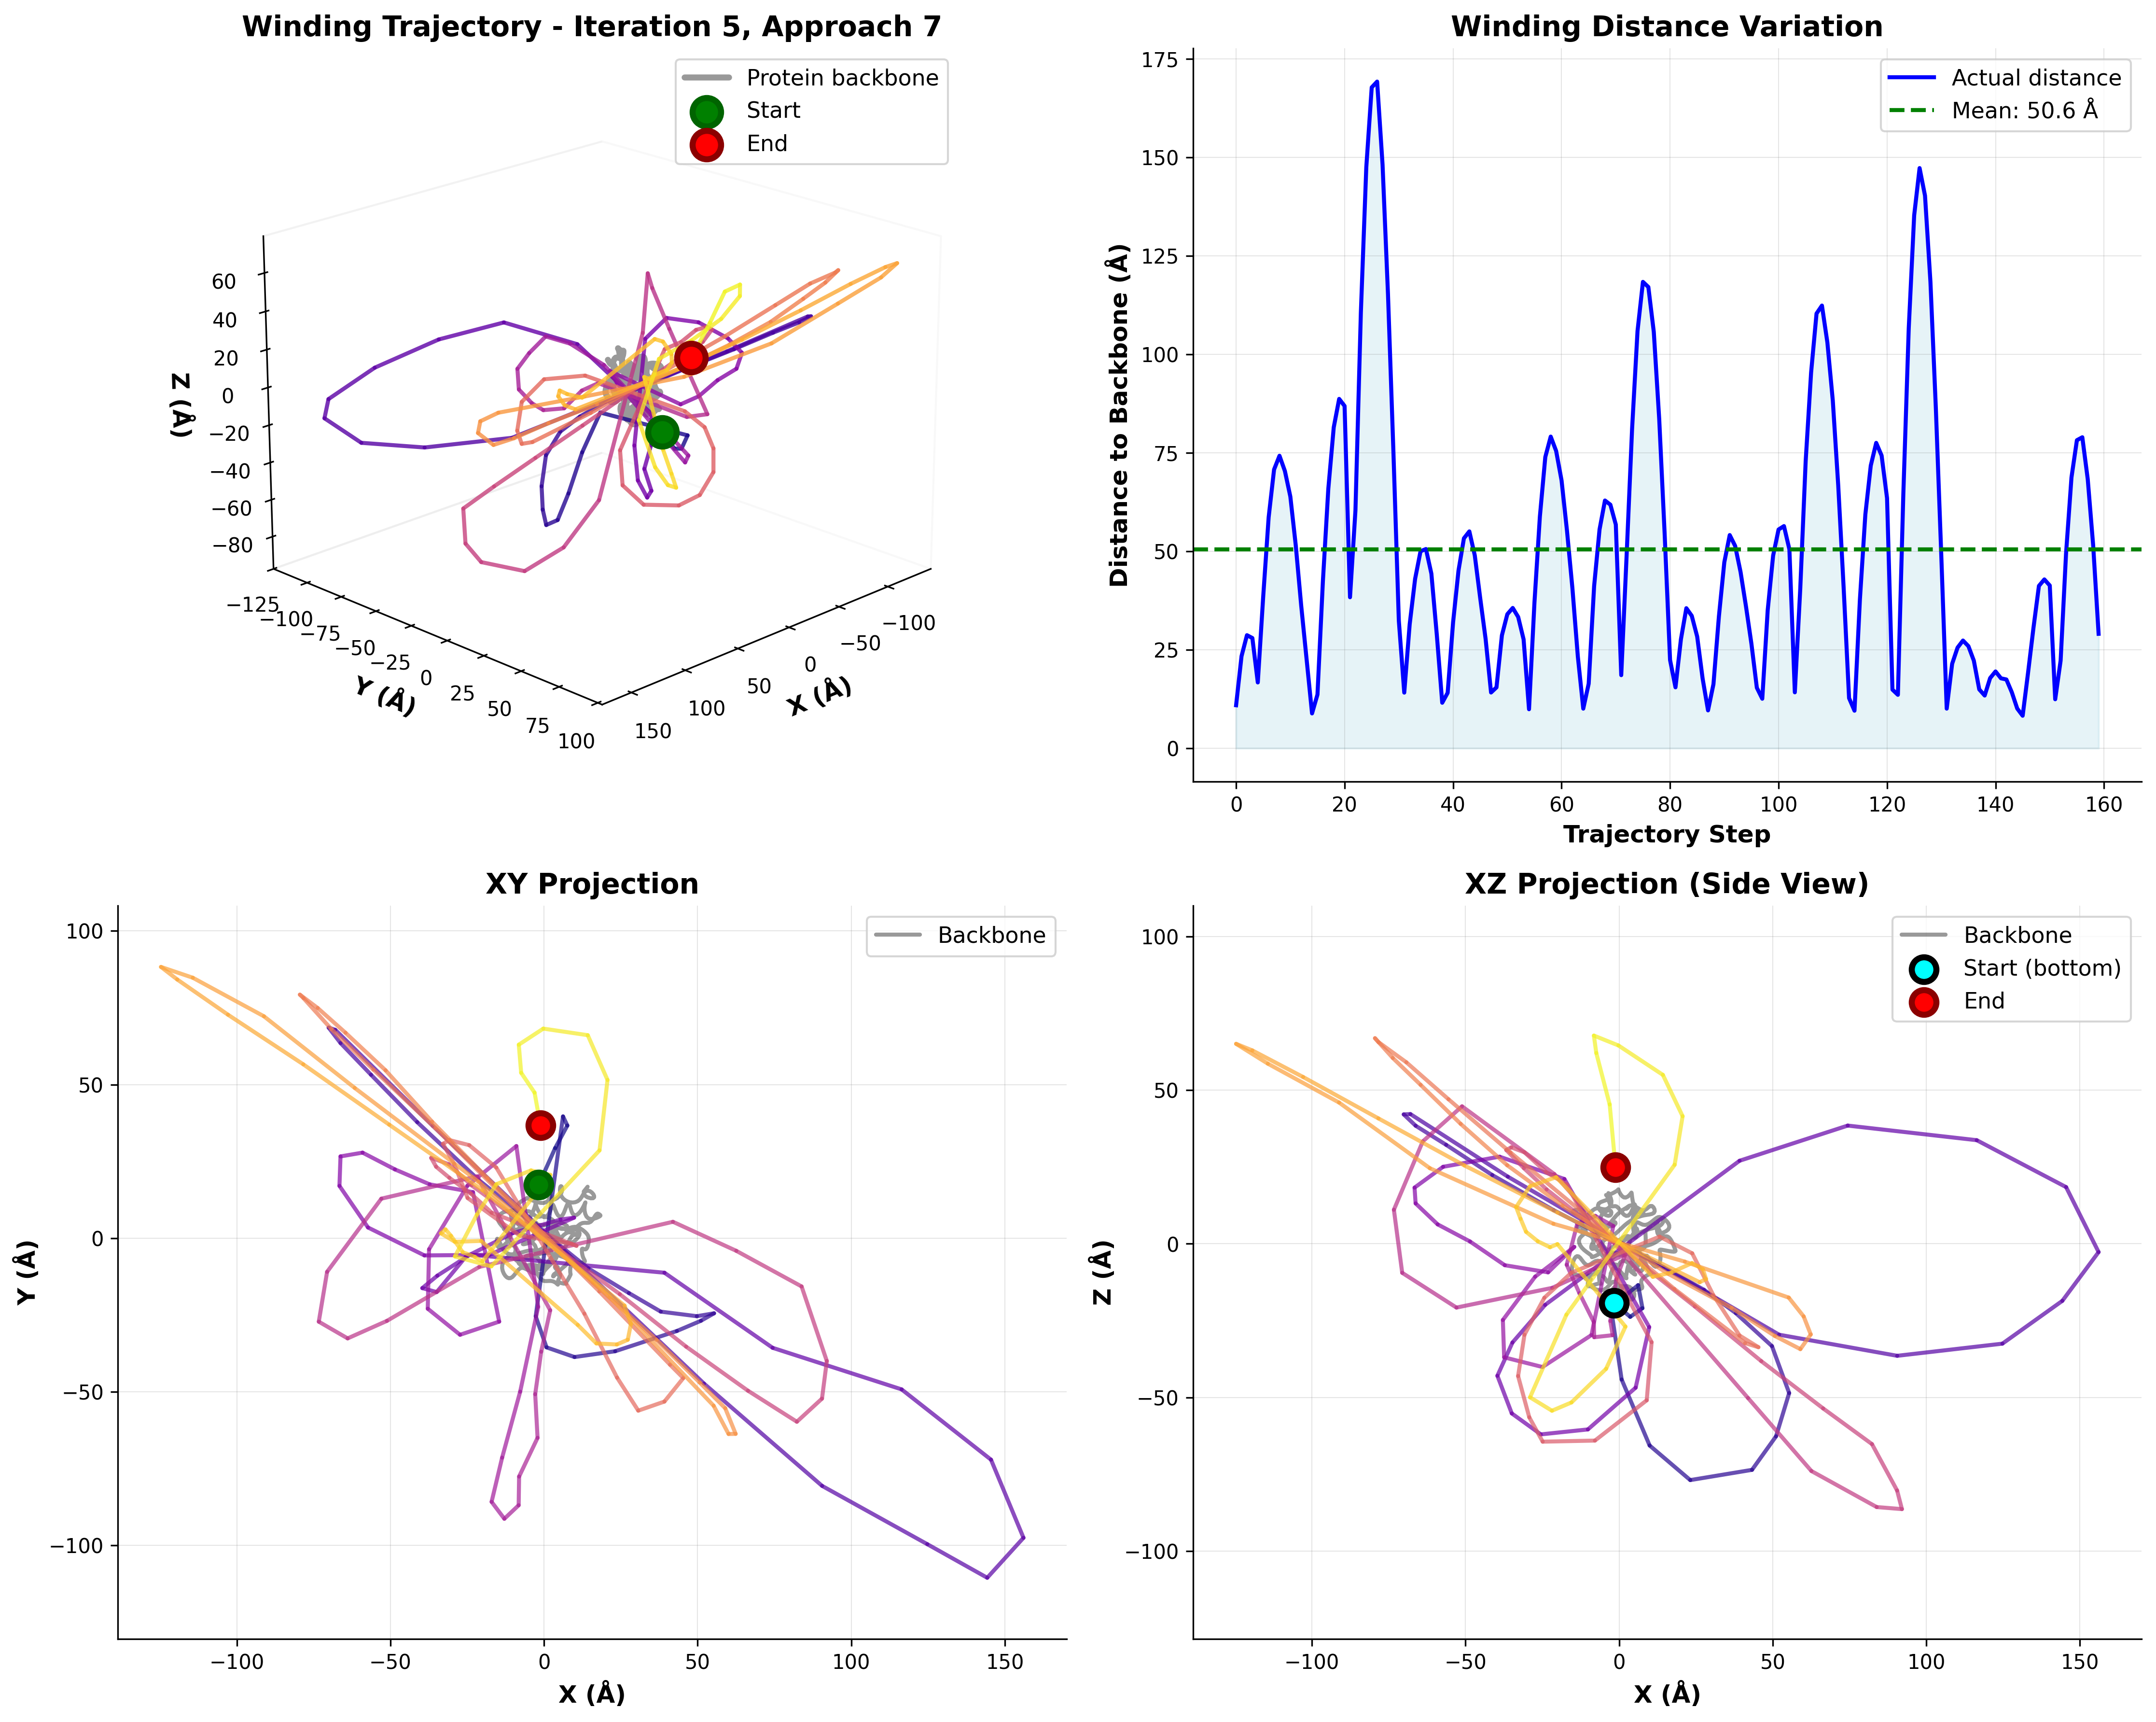 Winding Trajectory - Iteration 5, Approach 7
Protein backbone
Start
End
60
40
20
0
−20
−40
−60
−80
Z (Å)
−125
−100
−75
−50
−25
0
25
50
75
100
Y (Å)
−100
−50
0
50
100
150
X (Å)
Winding Distance Variation
Actual distance
Mean: 50.6 Å
175
150
125
100
75
50
25
0
Distance to Backbone (Å)
0 20 40 60 80 100 120 140 160
Trajectory Step
XY Projection
Backbone
100
50
0
−50
−100
Y (Å)
−100 −50 0 50 100 150
X (Å)
XZ Projection (Side View)
Backbone
Start (bottom)
End
100
50
0
−50
−100
Z (Å)
−100 −50 0 50 100 150
X (Å)